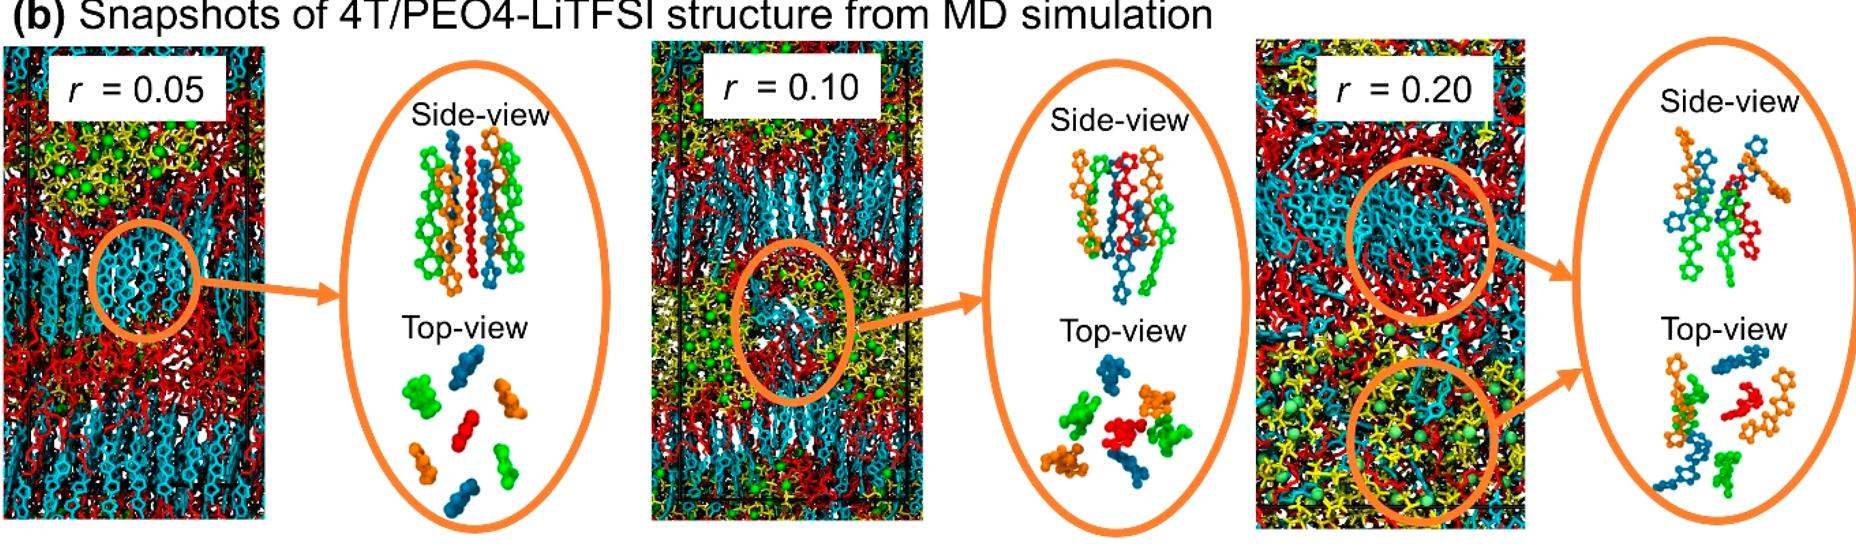 (b) Snapshots of 4T/PEO4-LiTFSI structure from MD simulation
r = 0.05
Side-view
Top-view
r = 0.10
Side-view
Top-view
r = 0.20
Side-view
Top-view